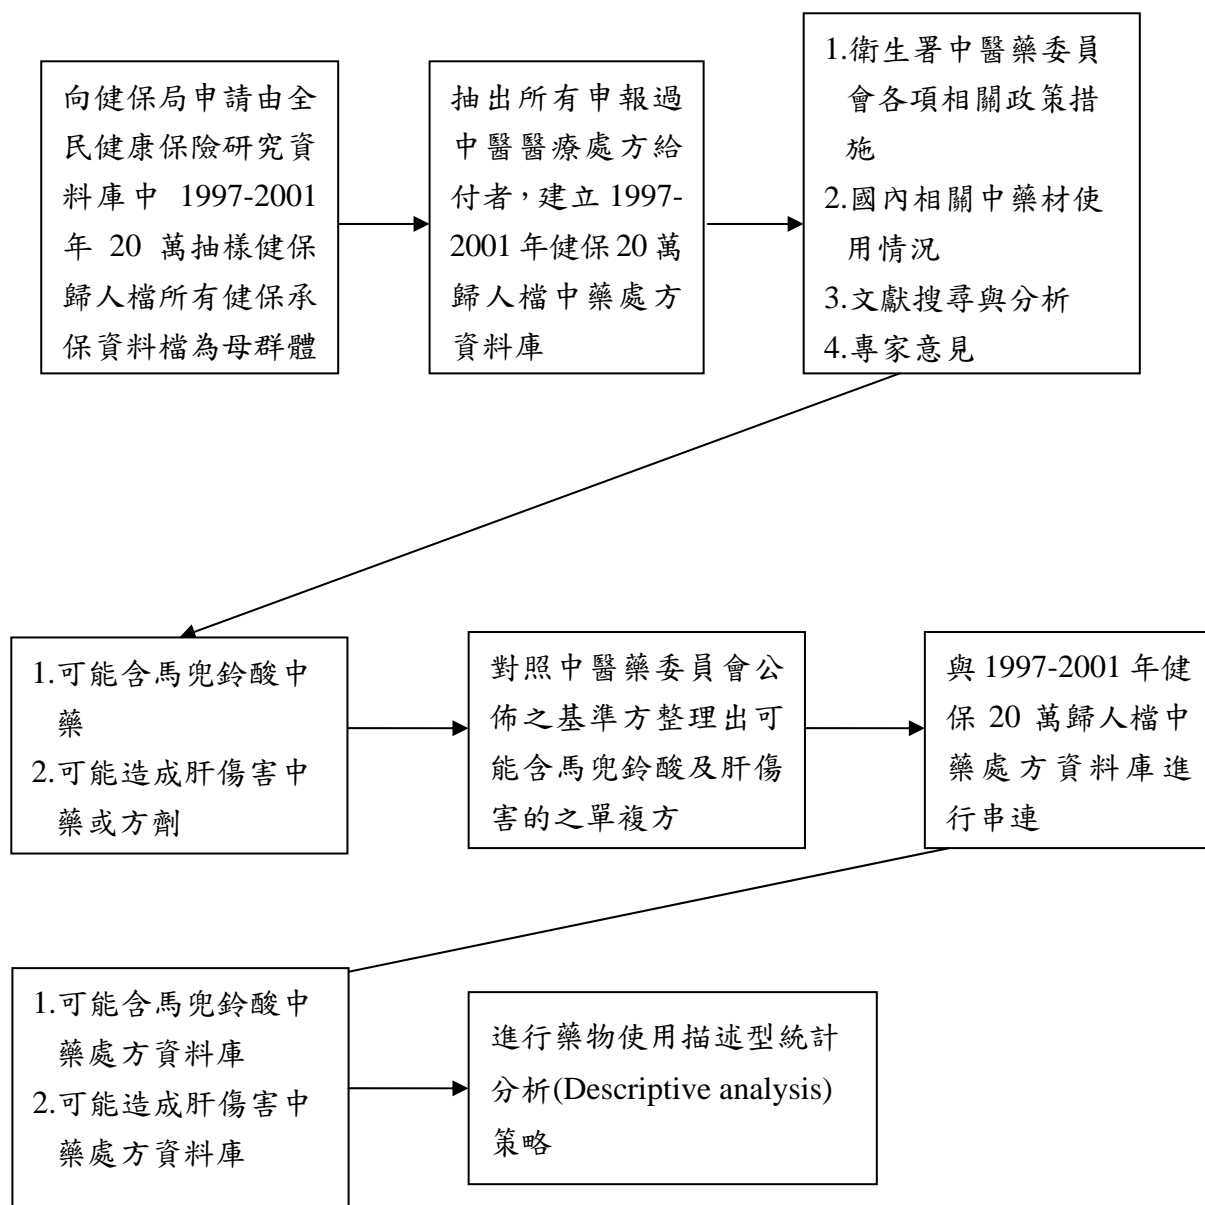 向健保局申請由全
民健康保險研究資
料庫中 1997-2001
年 20 萬抽樣健保
歸人檔所有健保承
保資料檔為母群體
抽出所有申報過
中醫醫療處方給
付者，建立 1997-
2001 年健保 20 萬
歸人檔中藥處方
資料庫
1.衛生署中醫藥委員
會各項相關政策措
施
2.國內相關中藥材使
用情況
3.文獻搜尋與分析
4.專家意見
1.可能含馬兜鈴酸中
藥
2.可能造成肝傷害中
藥或方劑
對照中醫藥委員會公
佈之基準方整理出可
能含馬兜鈴酸及肝傷
害的之單複方
與 1997-2001 年健
保 20 萬歸人檔中
藥處方資料庫進
行串連
1.可能含馬兜鈴酸中
藥處方資料庫
2.可能造成肝傷害中
藥處方資料庫
進行藥物使用描述型統計
分析(Descriptive analysis)
策略